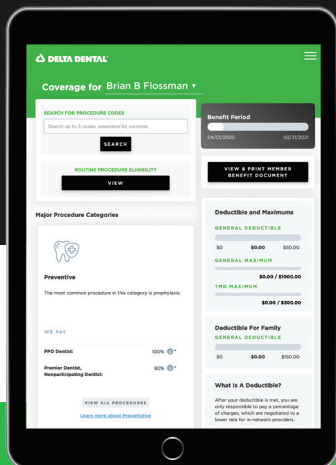 DELTA DENTAL
Coverage for Brian B Flossman
SEARCH FOR PROCEDURE CODES
Search up to 5 codes, separated by commas
SEARCH
ROUTINE PROCEDURE ELIGIBILITY
VIEW
Benefit Period
04/01/2020 03/31/2021
VIEW & PRINT MEMBER
BENEFIT DOCUMENT
Major Procedure Categories
Preventive
The most common procedure in this category is prophylaxis.
WE PAY
PPO Dentist: 100%
Premier Dentist, 80%
Nonparticipating Dentist:
VIEW ALL PROCEDURES
Learn more about Preventative
Deductible and Maximums
GENERAL DEDUCTIBLE
$0 $0.00 $50.00
GENERAL MAXIMUM
$0.00 / $1000.00
TMD MAXIMUM
$0.00 / $300.00
Deductible For Family
GENERAL DEDUCTIBLE
$0 $0.00 $150.00
What Is A Deductible?
After your deductible is met, you are
only responsible to pay a percentage
of charges, which are negotiated to a
lower rate for in-network providers.